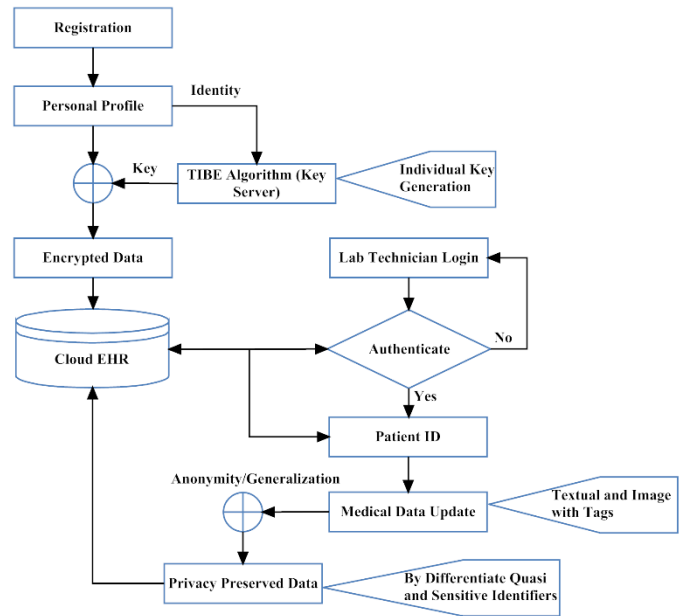 Registration
Personal Profile
Identity
Key
TIBE Algorithm (Key
Server)
Individual Key
Generation
Encrypted Data
Lab Technician Login
Cloud EHR
Authenticate
No
Yes
Patient ID
Anonymity/Generalization
Medical Data Update
Textual and Image
with Tags
Privacy Preserved Data
By Differentiate Quasi
and Sensitive Identifiers